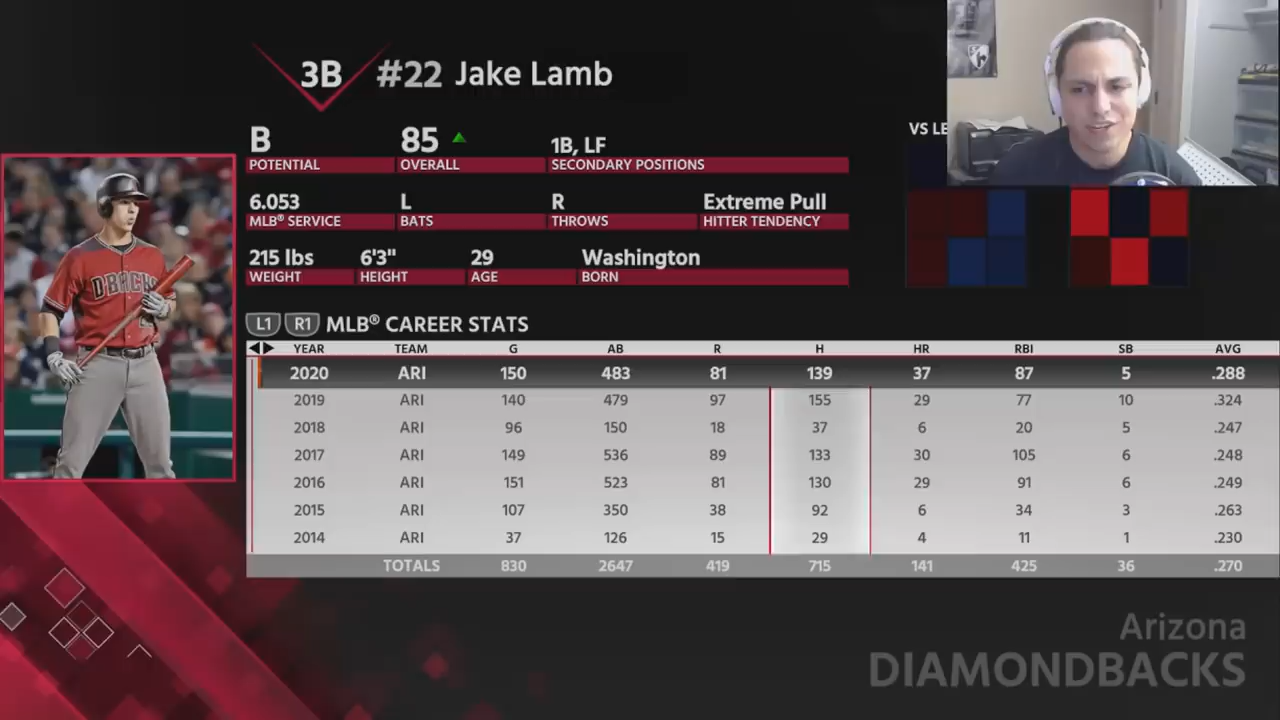 3B #22 Jake Lamb
B 85 1B, LF
POTENTIAL OVERALL SECONDARY POSITIONS
VS LE
6.053 L R Extreme Pull
MLB® SERVICE BATS THROWS HITTER TENDENCY
215 lbs 6'3" 29 Washington
WEIGHT HEIGHT AGE BORN
L1 R1 MLB® CAREER STATS
YEAR TEAM G AB R H HR RBI SB AVG
2020 ARI 150 483 81 139 37 87 5 .288
2019 ARI 140 479 97 155 29 77 10 .324
2018 ARI 96 150 18 37 6 20 5 .247
2017 ARI 149 536 89 133 30 105 6 .248
2016 ARI 151 523 81 130 29 91 6 .249
2015 ARI 107 350 38 92 6 34 3 .263
2014 ARI 37 126 15 29 4 11 1 .230
TOTALS 830 2647 419 715 141 425 36 .270
Arizona
DIAMONDBACKS